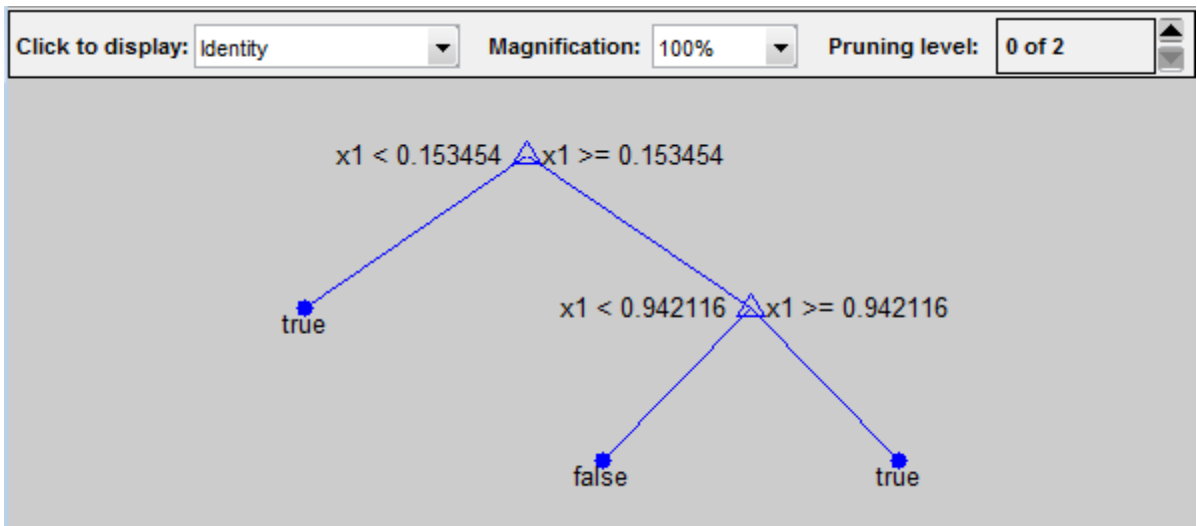 Click to display: Identity Magnification: 100% Pruning level: 0 of 2
x1 < 0.153454 x1 >= 0.153454
true
x1 < 0.942116 x1 >= 0.942116
false
true